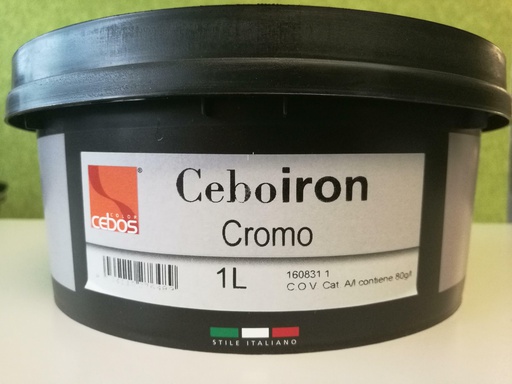 Ceboiron
®
COLOR
CEBOS
Cromo
1L
160831 1
C O V Cat A/l contiene 80g/l
STILE ITALIANO